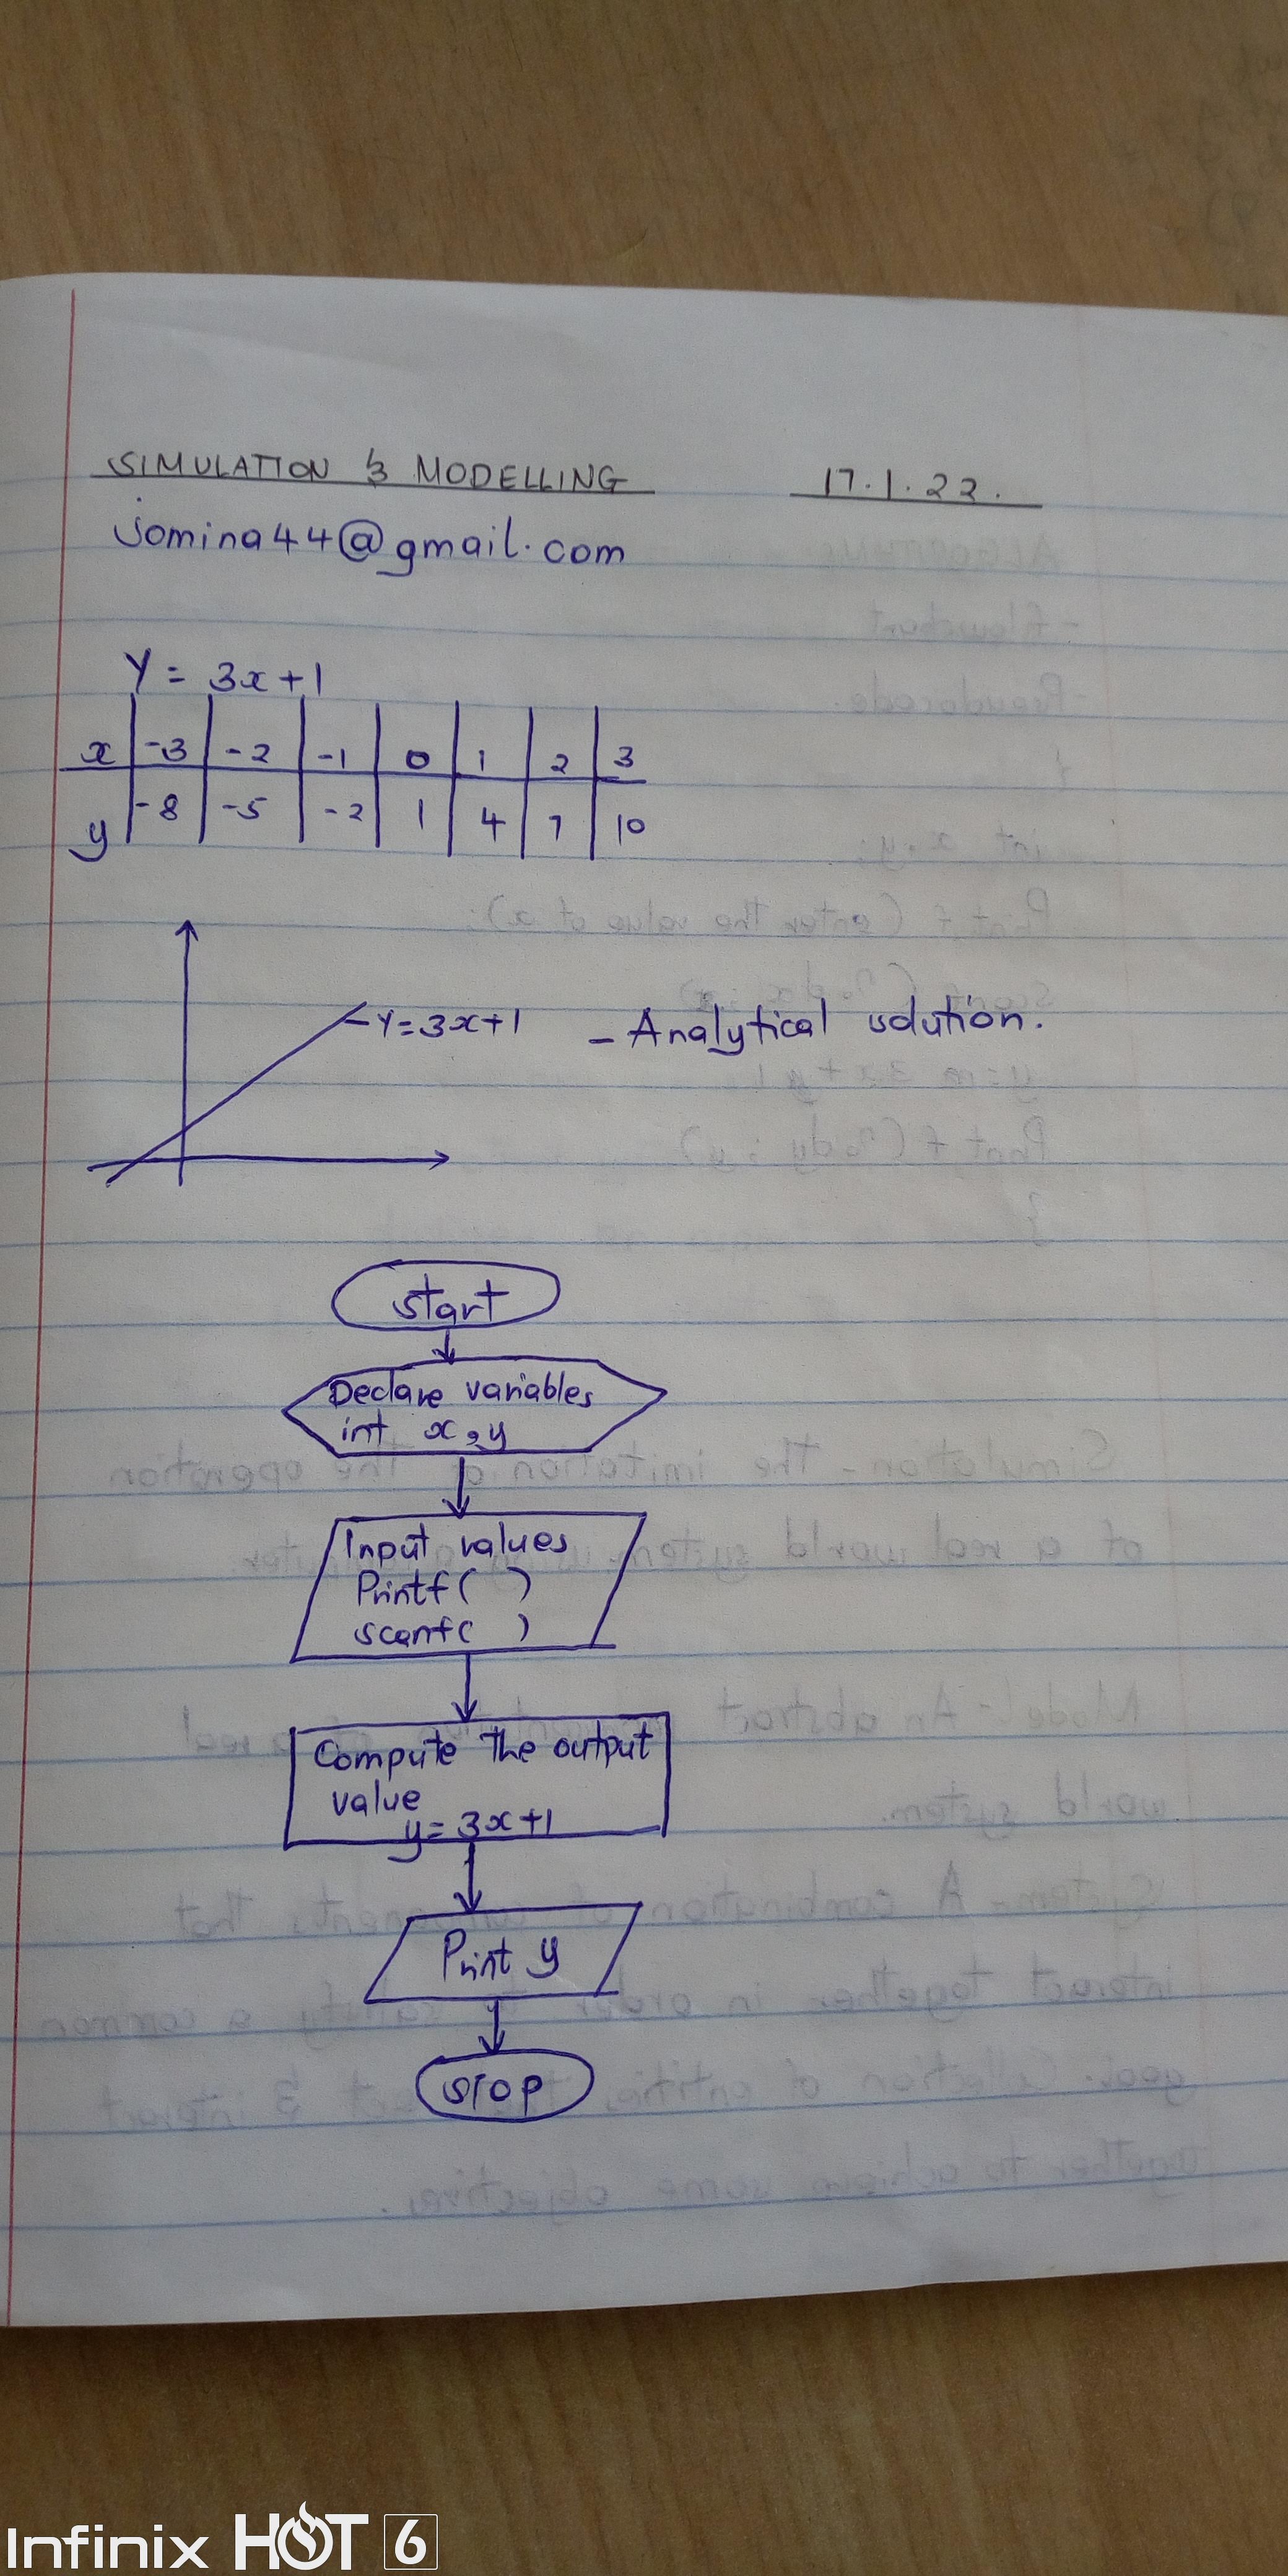 SIMULATION & MODELLING 17.1.22.
jomina44@gmail.com
Y = 3x+1
x -3 -2 -1 0 1 2 3
y -8 -5 -2 1 4 7 10
Y=3x+1 - Analytical solution.
start
Declare variables
int x,y
Input values
Printf( )
scanf( )
Compute the output
value
y= 3x+1
Print y
stop
Infinix HOT 6